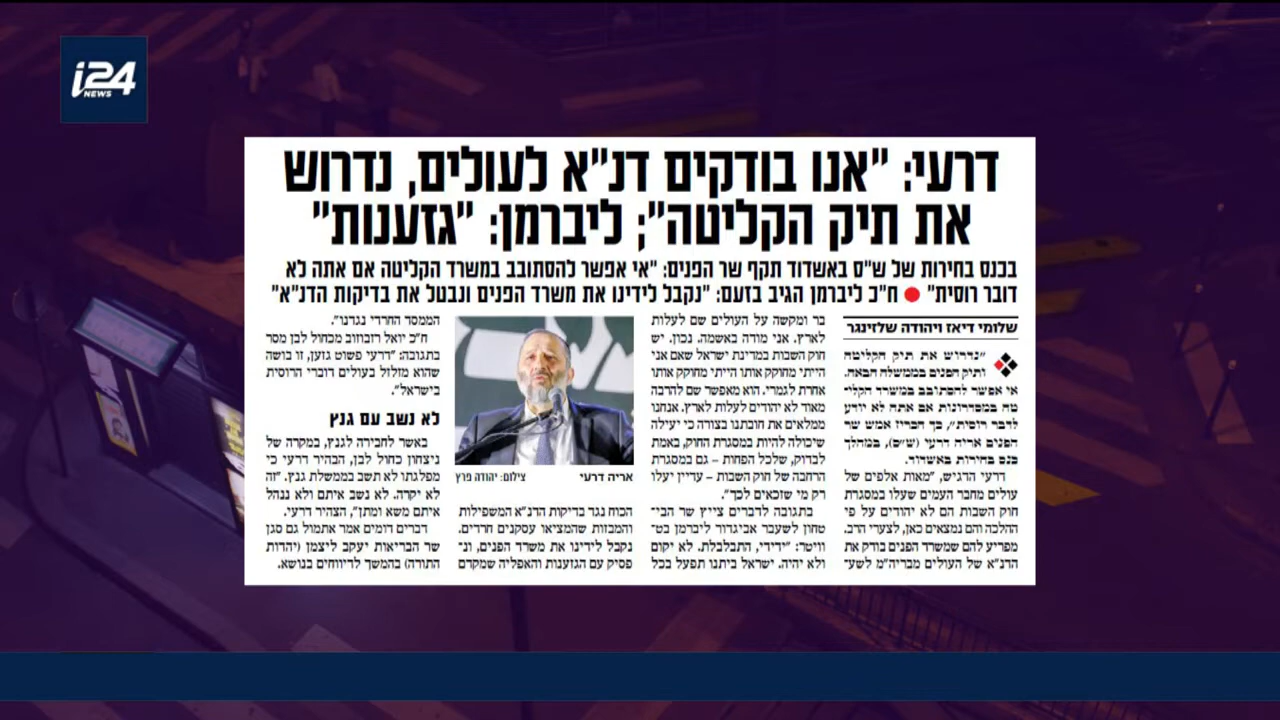 i24
NEWS
דרעי: "אנו בודקים דנ"א לעולים, נדרוש
את תיק הקליטה"; ליברמן: "גזענות"
בכנס בחירות של ש"ס באשדוד תקף שר הפנים: "אי אפשר להסתובב במשרד הקליטה אם אתה לא
דובר רוסית" ● ח"כ ליברמן הגיב בזעם: "נקבל לידינו את משרד הפנים ונבטל את בדיקות הדנ"א"
שלומי דיאז ויהודה שלזינגר
"נדרוש את תיק הקליטה
ותיק הפנים בממשלה הבאה.
אי אפשר להסתובב במשרד הקלי־
טה במסדרונות אם אתה לא יודע
לדבר רוסית", כך הכריז אמש שר
הפנים אריה דרעי (ש"ס), במהלך
כנס בחירות באשדוד.
דרעי הדגיש, "מאות אלפים של
עולים מחבר העמים שעלו במסגרת
חוק השבות הם לא יהודים על פי
ההלכה והם נמצאים כאן, לצערי הרב.
מפריע להם שמשרד הפנים בודק את
הדנ"א של העולים מבריה"מ לשע־
בר ומקשה על העולים שם לעלות
לארץ. אני מודה באשמה. נכון. יש
חוק השבות במדינת ישראל שאם אני
הייתי מחוקק אותו הייתי מחוקק אותו
אחרת לגמרי. הוא מאפשר שם להרבה
מאוד לא יהודים לעלות לארץ. אנחנו
ממלאים את חובתנו בצורה כי יעילה
שיכולה להיות במסגרת החוק, באמת
לבדוק, שלכל הפחות – גם במסגרת
הרחבה של חוק השבות – עדיין יעלו
רק מי שזכאים לכך".
בתגובה לדברים צייץ שר הבי־
טחון לשעבר אביגדור ליברמן בט־
וויטר: "ידידי, התבלבלת. לא יקום
ולא יהיה. ישראל ביתנו תפעל בכל
אריה דרעי
צילום: יהודה פרץ
הכוח נגד בדיקות הדנ"א המשפילות
והמבזות שהמציאו עסקנים חרדים.
נקבל לידינו את משרד הפנים, ונ־
פסיק עם הגזענות והאפליה שמקדם
הממסד החרדי נגדנו".
ח"כ יואל רזבוזוב מכחול לבן מסר
בתגובה: "דרעי פשוט גזען, זו בושה
שהוא מזלזל בעולים דוברי הרוסית
בישראל".
לא נשב עם גנץ
באשר לחבירה לגנץ, במקרה של
ניצחון כחול לבן, הבהיר דרעי כי
מפלגתו לא תשב בממשלת גנץ. "זה
לא יקרה. לא נשב איתם ולא ננהל
איתם משא ומתן", הצהיר דרעי.
דברים דומים אמר אתמול גם סגן
שר הבריאות יעקב ליצמן (יהדות
התורה) בהמשך לדיווחים בנושא.